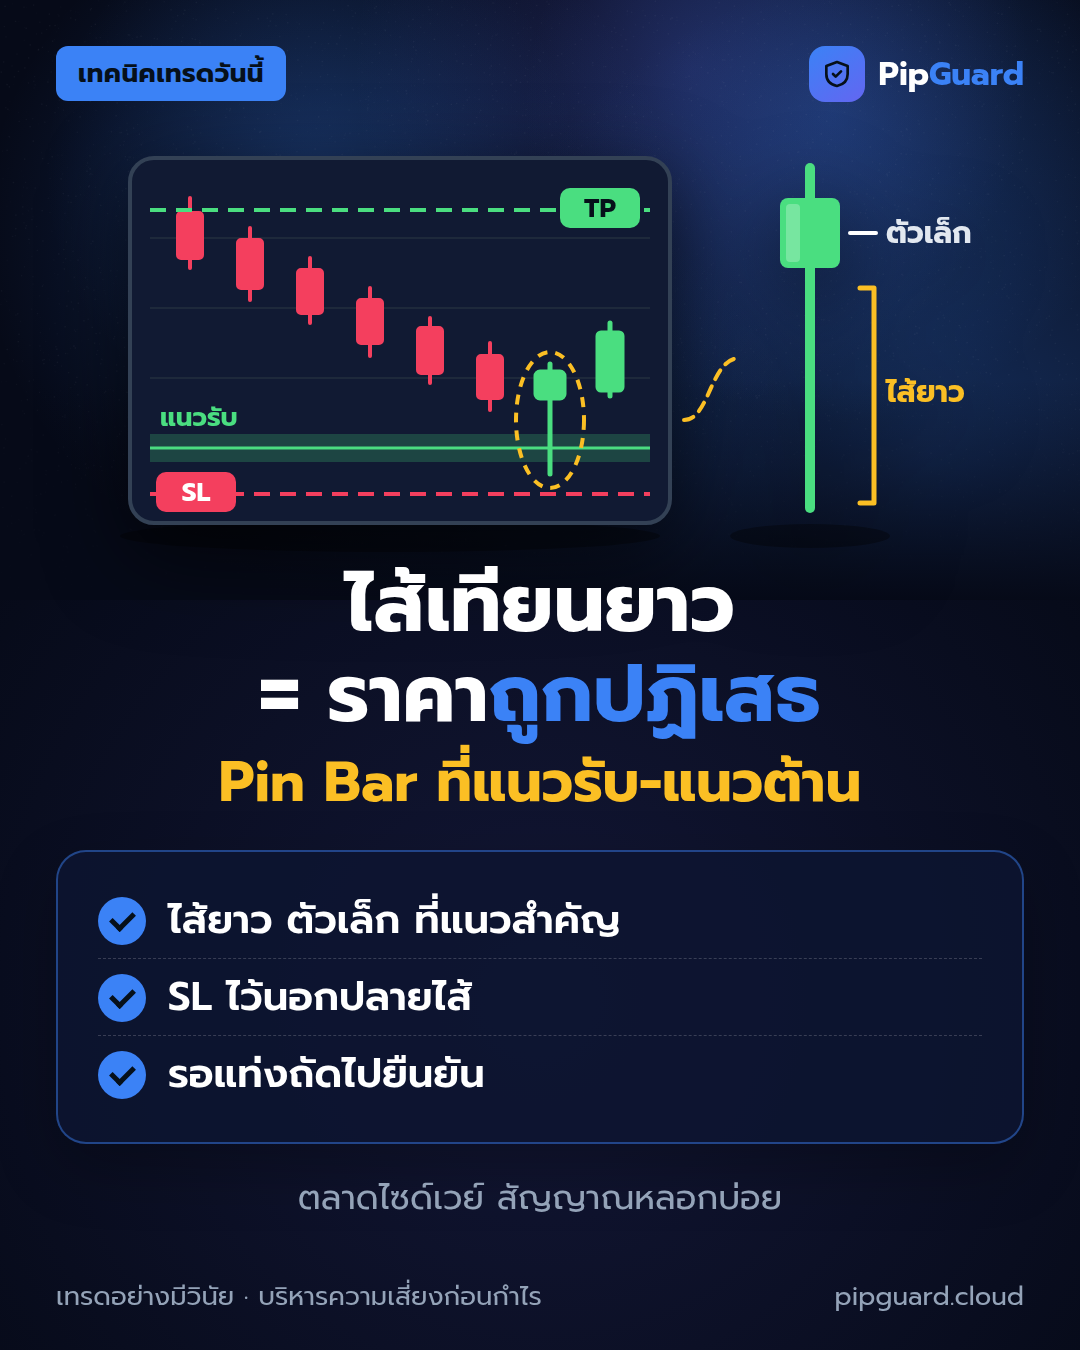 เทคนิคเทรดวันนี้
PipGuard
TP
ตัวเล็ก
ไส้ยาว
แนวรับ
SL
ไส้เทียนยาว
= ราคาถูกปฏิเสธ
Pin Bar ที่แนวรับ-แนวต้าน
ไส้ยาว ตัวเล็ก ที่แนวสำคัญ
SL ไว้นอกปลายไส้
รอแท่งถัดไปยืนยัน
ตลาดไซด์เวย์ สัญญาณหลอกบ่อย
เทรดอย่างมีวินัย · บริหารความเสี่ยงก่อนกำไร
pipguard.cloud